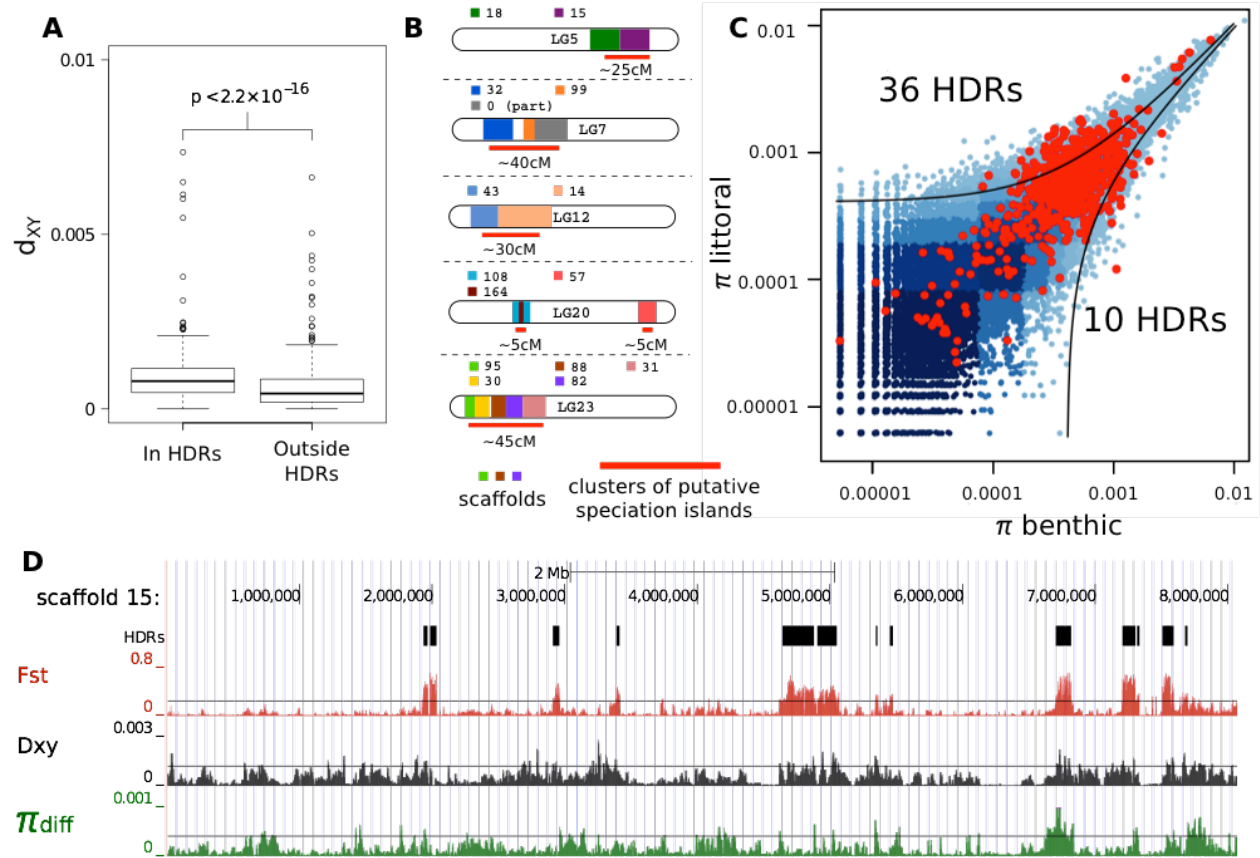 A
0.01
p <2.2×10−16
0.005
dXY
0
In HDRs
Outside
HDRs
B
18
15
LG5
~25cM
32
99
0 (part)
LG7
~40cM
43
14
LG12
~30cM
108
57
164
LG20
~5cM
~5cM
95
88
31
30
82
LG23
~45cM
scaffolds
clusters of putative
speciation islands
C
0.01
36 HDRs
0.001
π littoral
0.0001
10 HDRs
0.00001
0.00001
0.0001
0.001
0.01
π benthic
D
2 Mb
scaffold 15:
1,000,000
2,000,000
3,000,000
4,000,000
5,000,000
6,000,000
7,000,000
8,000,000
HDRs
0.8
Fst
0
0.003
Dxy
0
0.001
πdiff
0